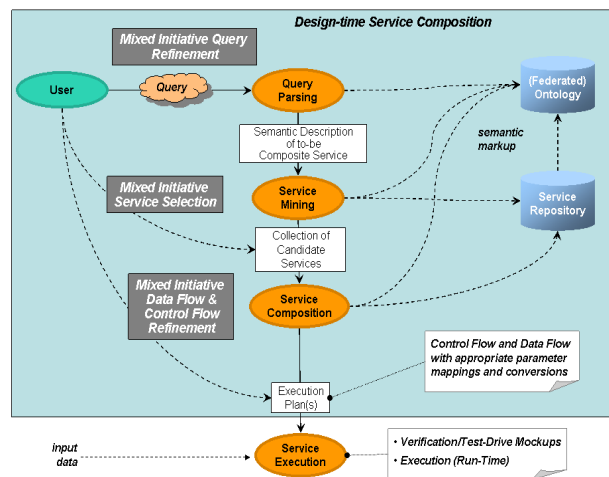 Design-time Service Composition
Mixed Initiative Query
Refinement
User
Query
Query
Parsing
(Federated)
Ontology
Semantic Description
of to-be
Composite Service
semantic
markup
Mixed Initiative
Service Selection
Service
Mining
Service
Repository
Collection of
Candidate
Services
Mixed Initiative
Data Flow &
Control Flow
Refinement
Service
Composition
Control Flow and Data Flow
with appropriate parameter
mappings and conversions
Execution
Plan(s)
input
data
Service
Execution
• Verification/Test-Drive Mockups
• Execution (Run-Time)